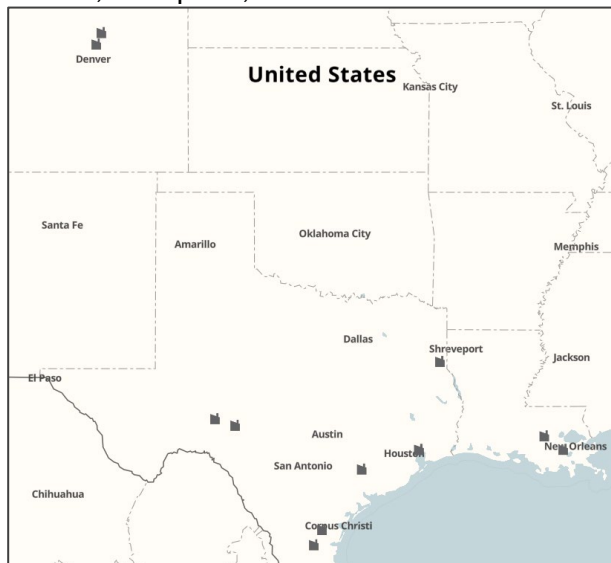 Denver
United States
Kansas City
St. Louis
Santa Fe
Amarillo
Oklahoma City
Memphis
Dallas
Shreveport
Jackson
El Paso
Austin
Houston
New Orleans
San Antonio
Chihuahua
Corpus Christi